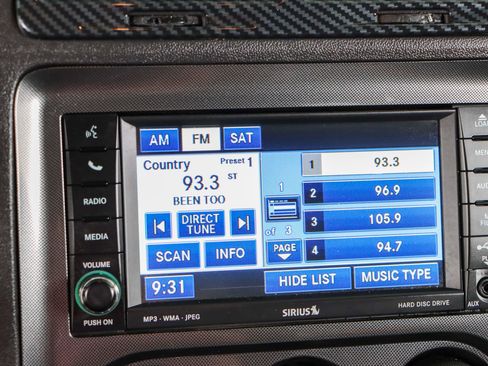 AM FM SAT
Country Preset 1
93.3 ST
BEEN TOO
DIRECT
TUNE
SCAN INFO
1
of 3
PAGE
1 93.3
2 96.9
3 105.9
4 94.7
9:31 HIDE LIST MUSIC TYPE
RADIO
MEDIA
VOLUME
PUSH ON
MP3 - WMA - JPEG
SIRIUS
HARD DISC DRIVE
AUX